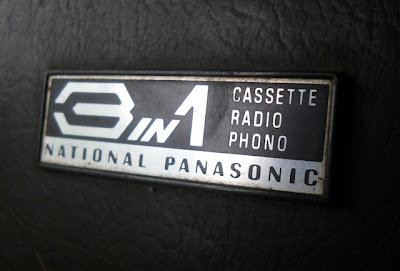 3 IN 1
CASSETTE
RADIO
PHONO
NATIONAL PANASONIC